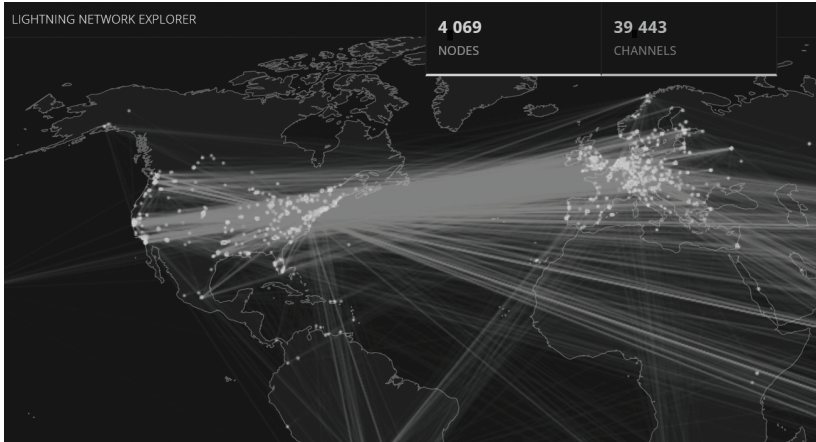 LIGHTNING NETWORK EXPLORER
4 069
NODES
39 443
CHANNELS